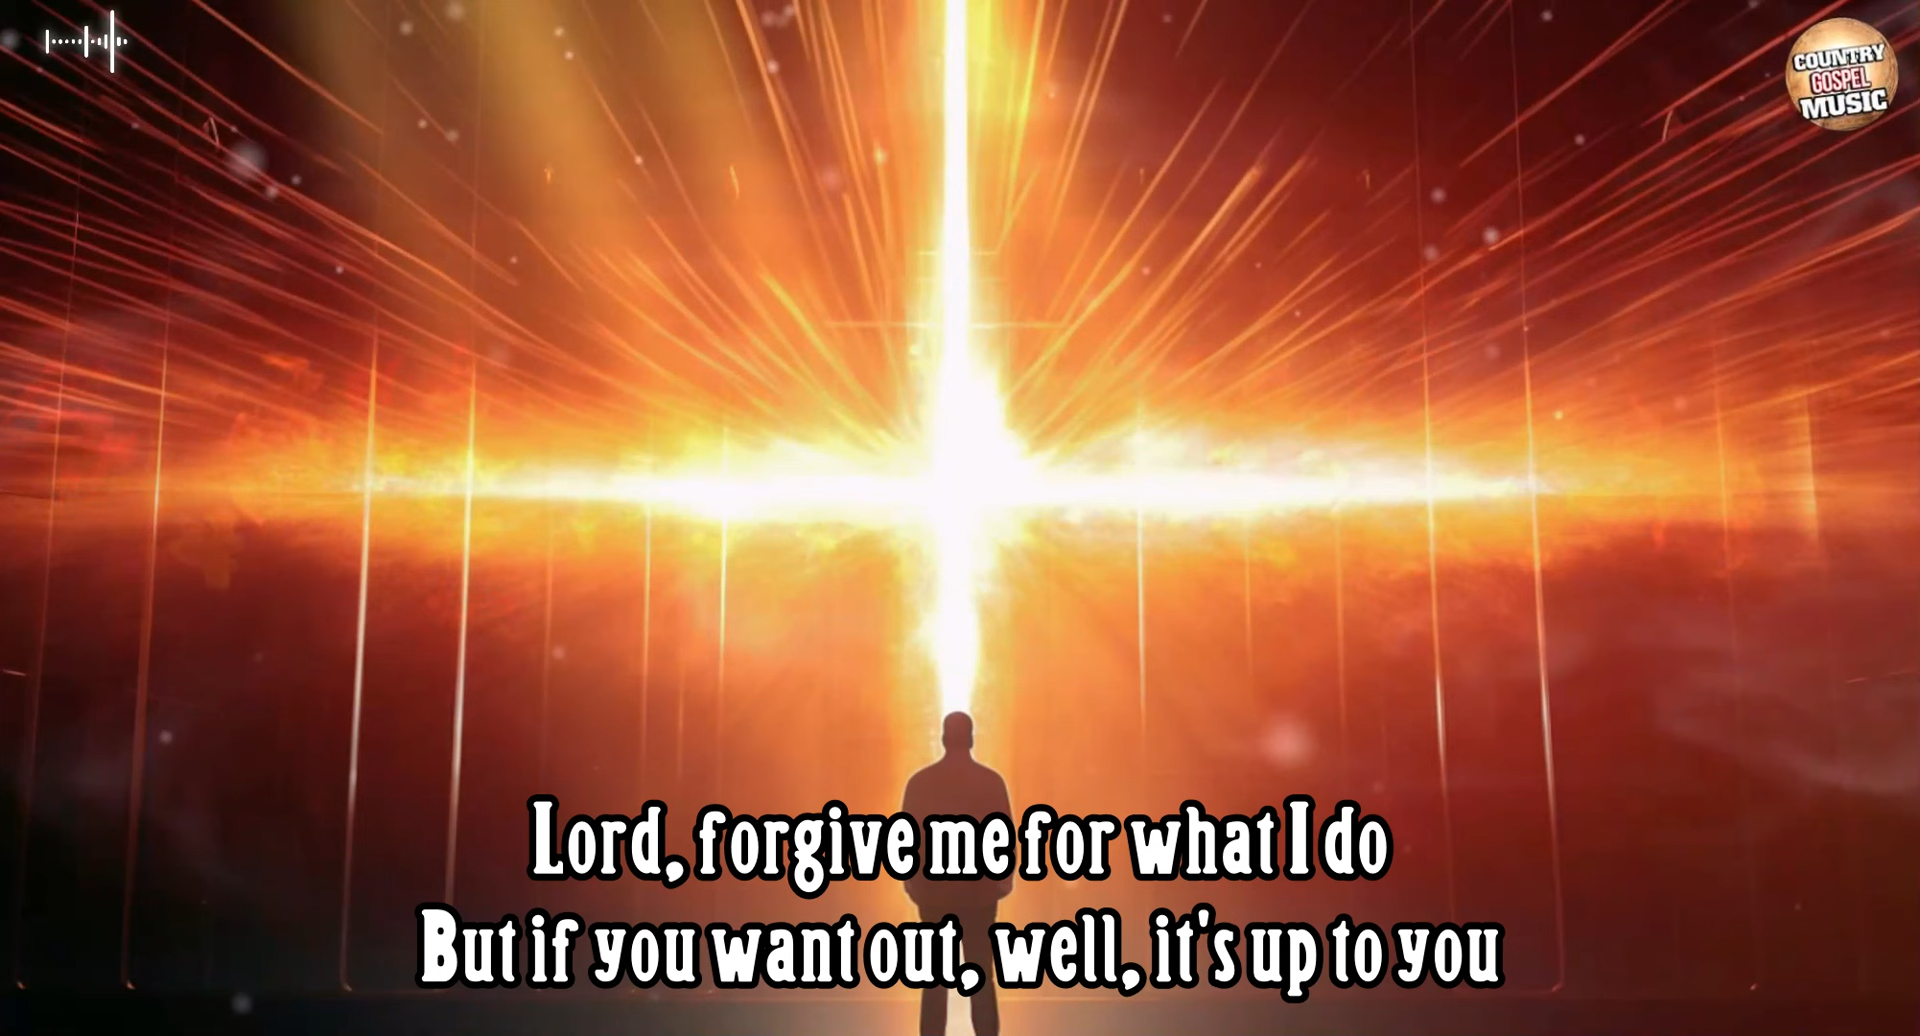 COUNTRY
GOSPEL
MUSIC
Lord, forgive me for what I do
But if you want out, well, it's up to you